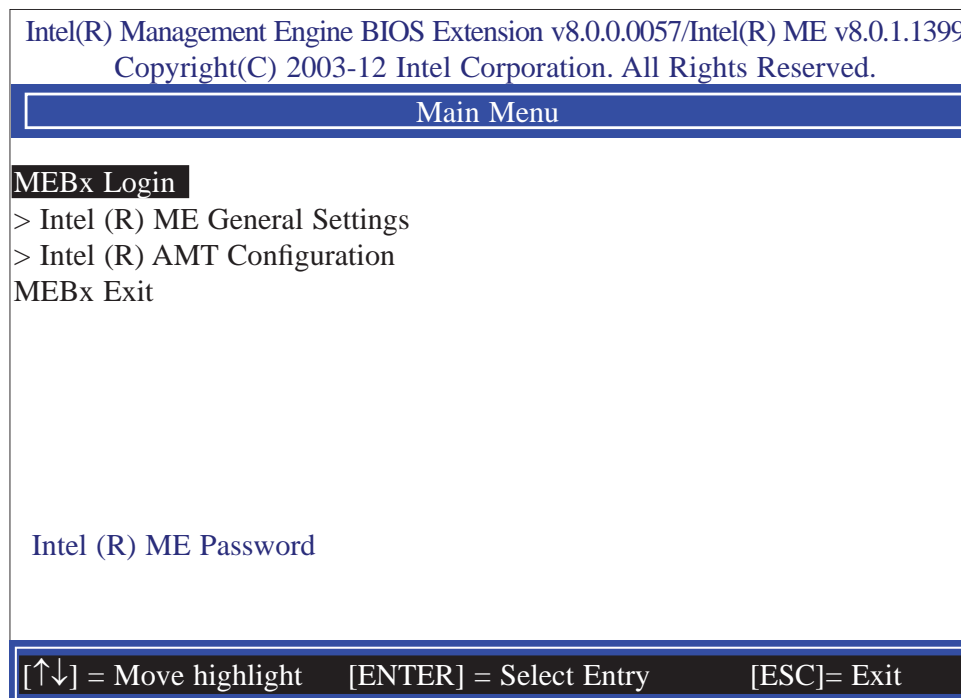 Intel(R) Management Engine BIOS Extension v8.0.0.0057/Intel(R) ME v8.0.1.1399
Copyright(C) 2003-12 Intel Corporation. All Rights Reserved.
Main Menu
MEBx Login
> Intel (R) ME General Settings
> Intel (R) AMT Configuration
MEBx Exit
Intel (R) ME Password
[↑↓] = Move highlight [ENTER] = Select Entry [ESC]= Exit